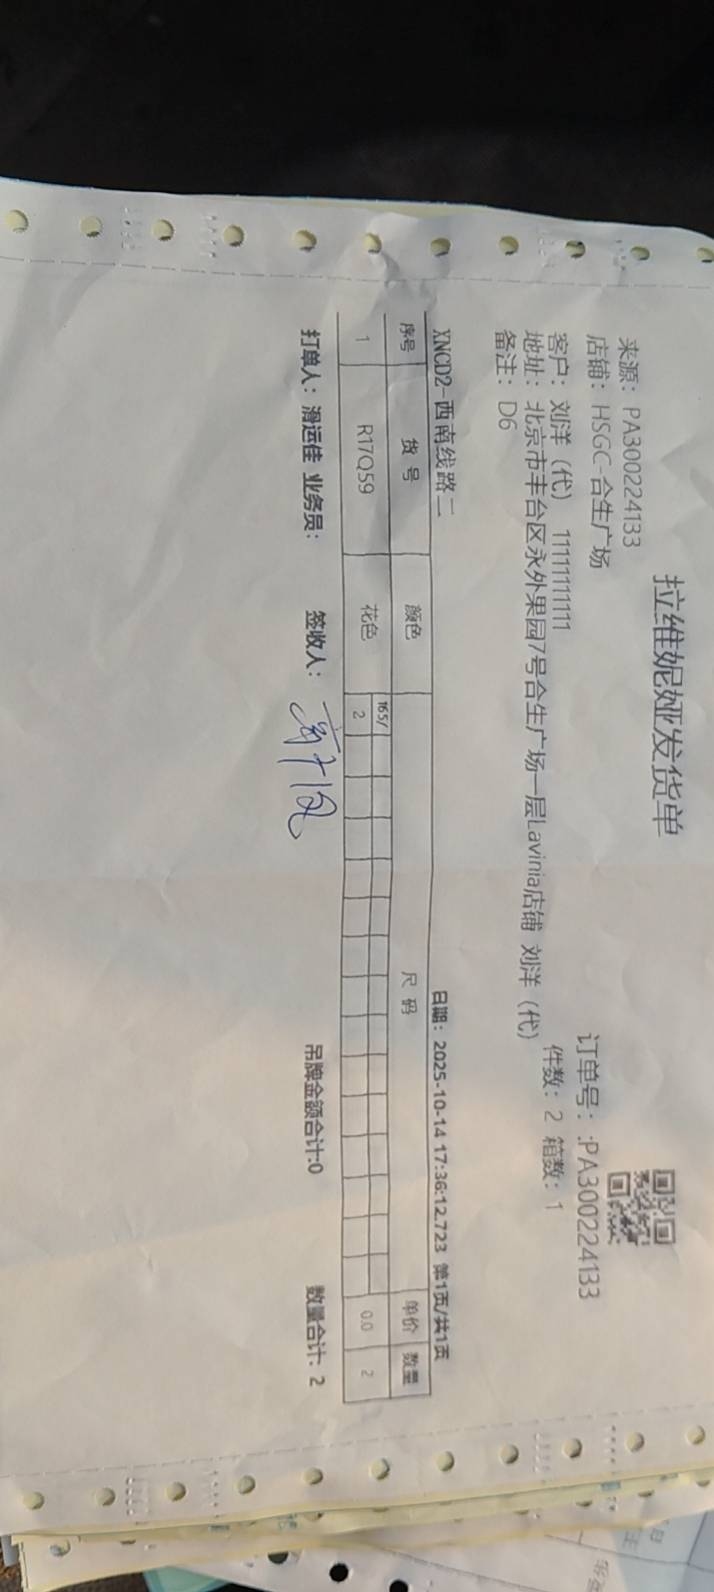 拉维妮娅发货单
来源：PA300224133
订单号：:PA300224133
店铺：HSGC-合生广场
件数：2 箱数：1
客户：刘洋（代） 11111111111
地址：北京市丰台区永外果园7号合生广场一层Lavinia店铺 刘洋（代）
备注：D6
XNCD2-西南线路二
日期：2025-10-14 17:36:12.723 第1页/共1页
序号 货号 颜色 尺码 单价 数量
165/
1 R17Q59 花色 2 0.0 2
打单人：滑运佳 业务员： 签收人： 吊牌金额合计:0 数量合计：2